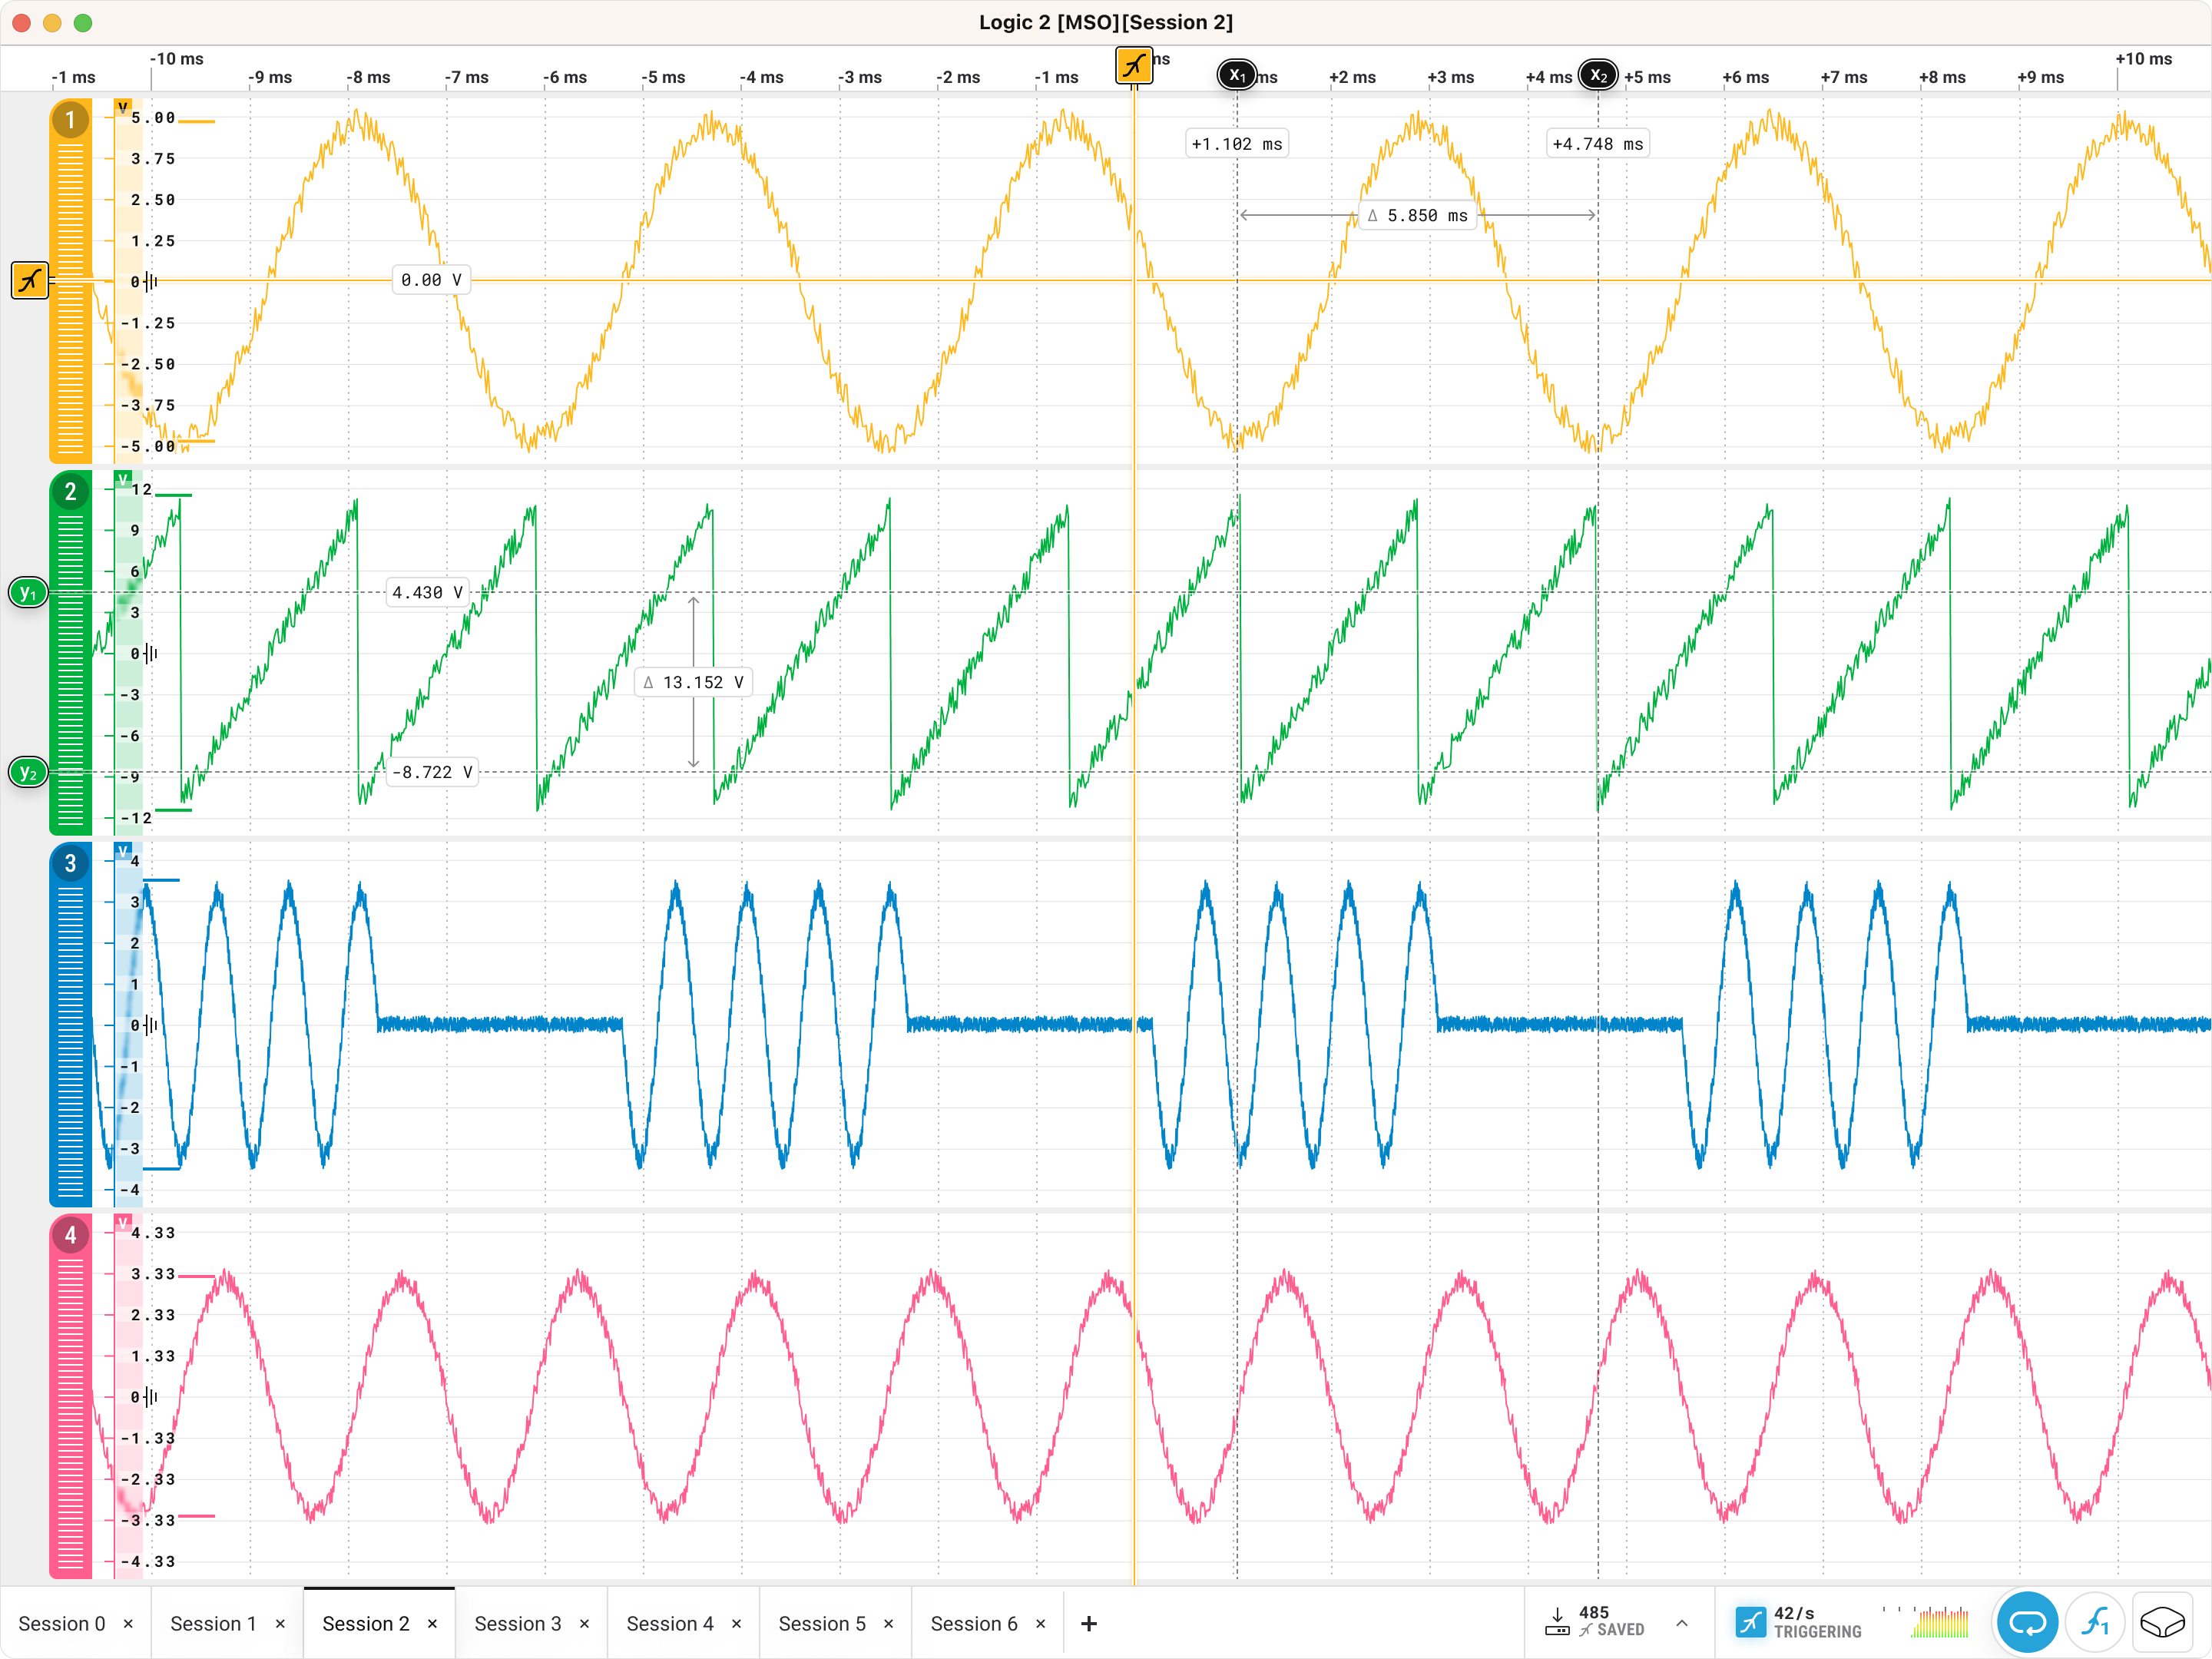 Logic 2 [MSO][Session 2]
-10 ms
ms
+10 ms
-1 ms
-9 ms
-8 ms
-7 ms
-6 ms
-5 ms
-4 ms
-3 ms
-2 ms
-1 ms
X1
ms
+2 ms
+3 ms
+4 ms
X2
+5 ms
+6 ms
+7 ms
+8 ms
+9 ms
1
V
5.00
3.75
2.50
1.25
0
-1.25
-2.50
-3.75
-5.00
+1.102 ms
+4.748 ms
Δ 5.850 ms
0.00 V
2
V
12
9
6
3
0
-3
-6
-9
-12
y1
4.430 V
Δ 13.152 V
y2
-8.722 V
3
V
4
3
2
1
0
-1
-2
-3
-4
4
V
4.33
3.33
2.33
1.33
0
-1.33
-2.33
-3.33
-4.33
Session 0 ×
Session 1 ×
Session 2 ×
Session 3 ×
Session 4 ×
Session 5 ×
Session 6 ×
+
485
SAVED
42/s
TRIGGERING
f1